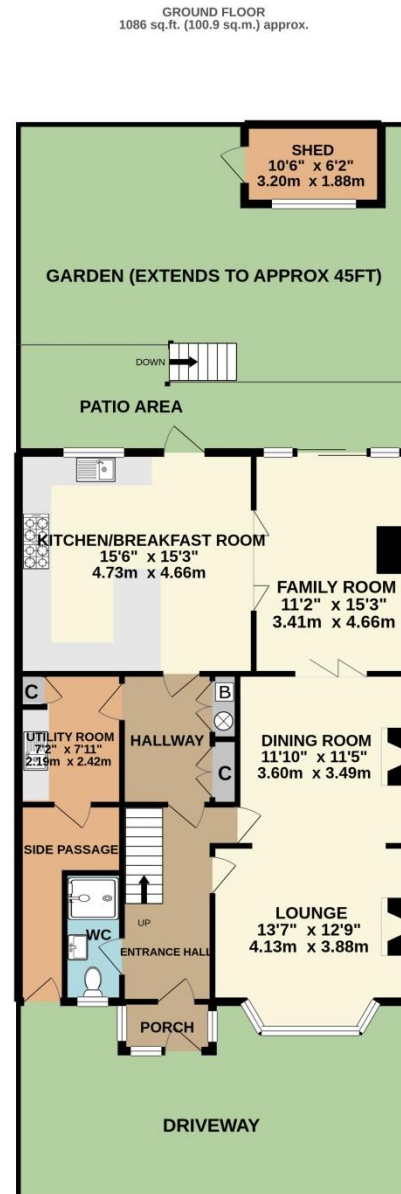 GROUND FLOOR
1086 sq.ft. (100.9 sq.m.) approx.
SHED
10'6" x 6'2"
3.20m x 1.88m
GARDEN (EXTENDS TO APPROX 45FT)
DOWN
PATIO AREA
KITCHEN/BREAKFAST ROOM
15'6" x 15'3"
4.73m x 4.66m
FAMILY ROOM
11'2" x 15'3"
3.41m x 4.66m
C
UTILITY ROOM
7'2" x 7'11"
2.19m x 2.42m
HALLWAY
B
C
DINING ROOM
11'10" x 11'5"
3.60m x 3.49m
SIDE PASSAGE
UP
WC
ENTRANCE HALL
LOUNGE
13'7" x 12'9"
4.13m x 3.88m
PORCH
DRIVEWAY